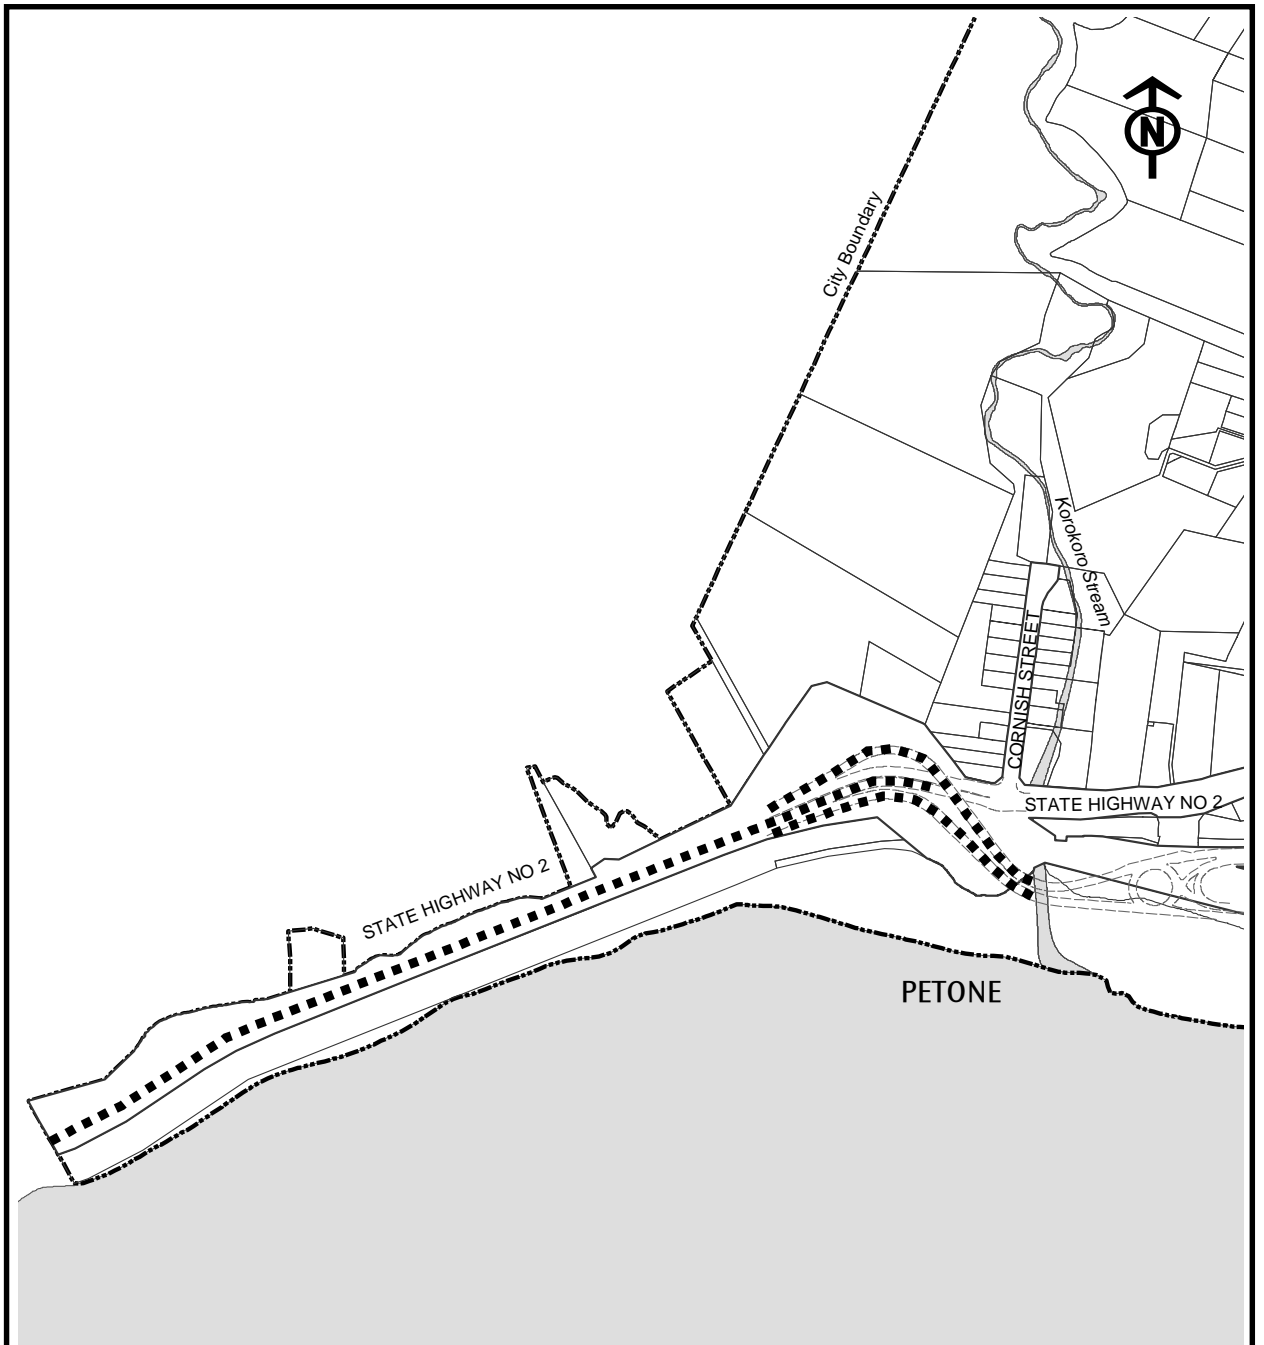 N
City Boundary
Korokoro Stream
CORNISH STREET
STATE HIGHWAY NO 2
STATE HIGHWAY NO 2
PETONE